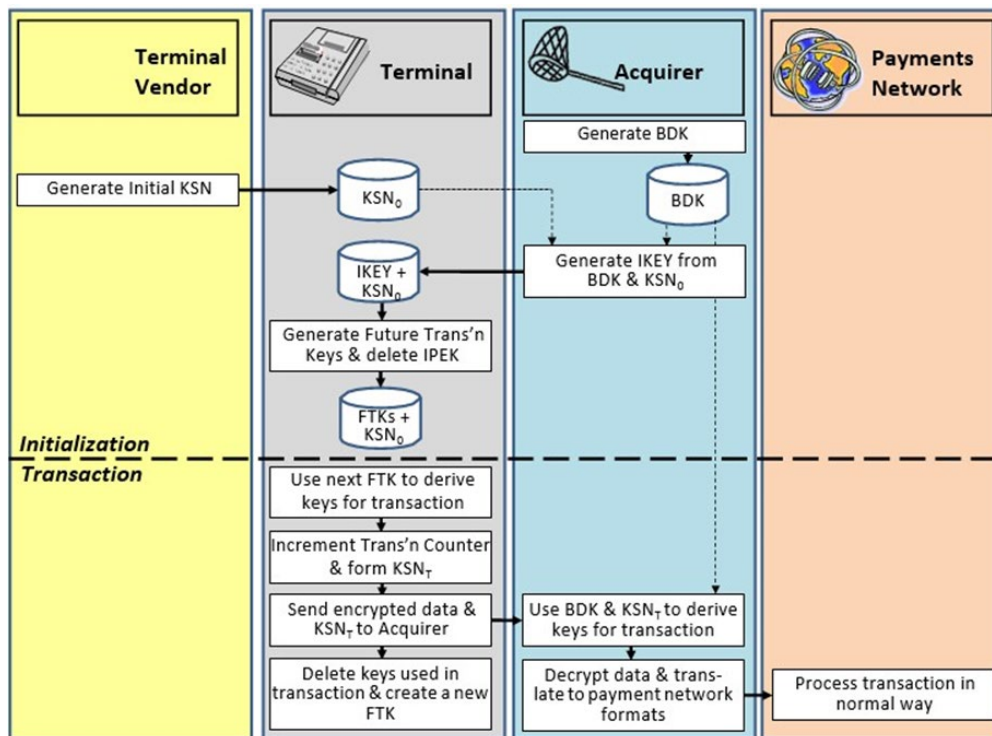 Terminal
Vendor
Terminal
Acquirer
Payments
Network
Generate BDK
Generate Initial KSN
KSN₀
BDK
IKEY +
KSN₀
Generate IKEY from
BDK & KSN₀
Generate Future Trans’n
Keys & delete IPEK
FTKs +
KSN₀
Initialization
Transaction
Use next FTK to derive
keys for transaction
Increment Trans’n Counter
& form KSNT
Send encrypted data &
KSNT to Acquirer
Use BDK & KSNT to derive
keys for transaction
Delete keys used in
transaction & create a new
FTK
Decrypt data & trans-
late to payment network
formats
Process transaction in
normal way